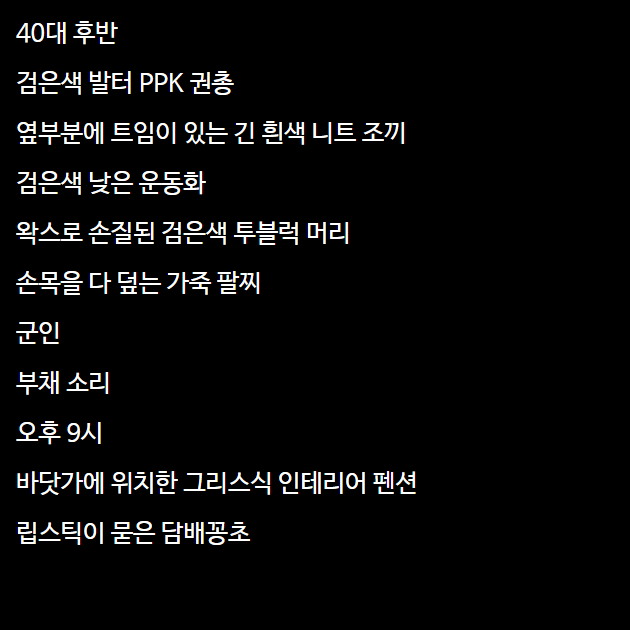 40대 후반
검은색 발터 PPK 권총
옆부분에 트임이 있는 긴 흰색 니트 조끼
검은색 낮은 운동화
왁스로 손질된 검은색 투블럭 머리
손목을 다 덮는 가죽 팔찌
군인
부채 소리
오후 9시
바닷가에 위치한 그리스식 인테리어 펜션
립스틱이 묻은 담배꽁초